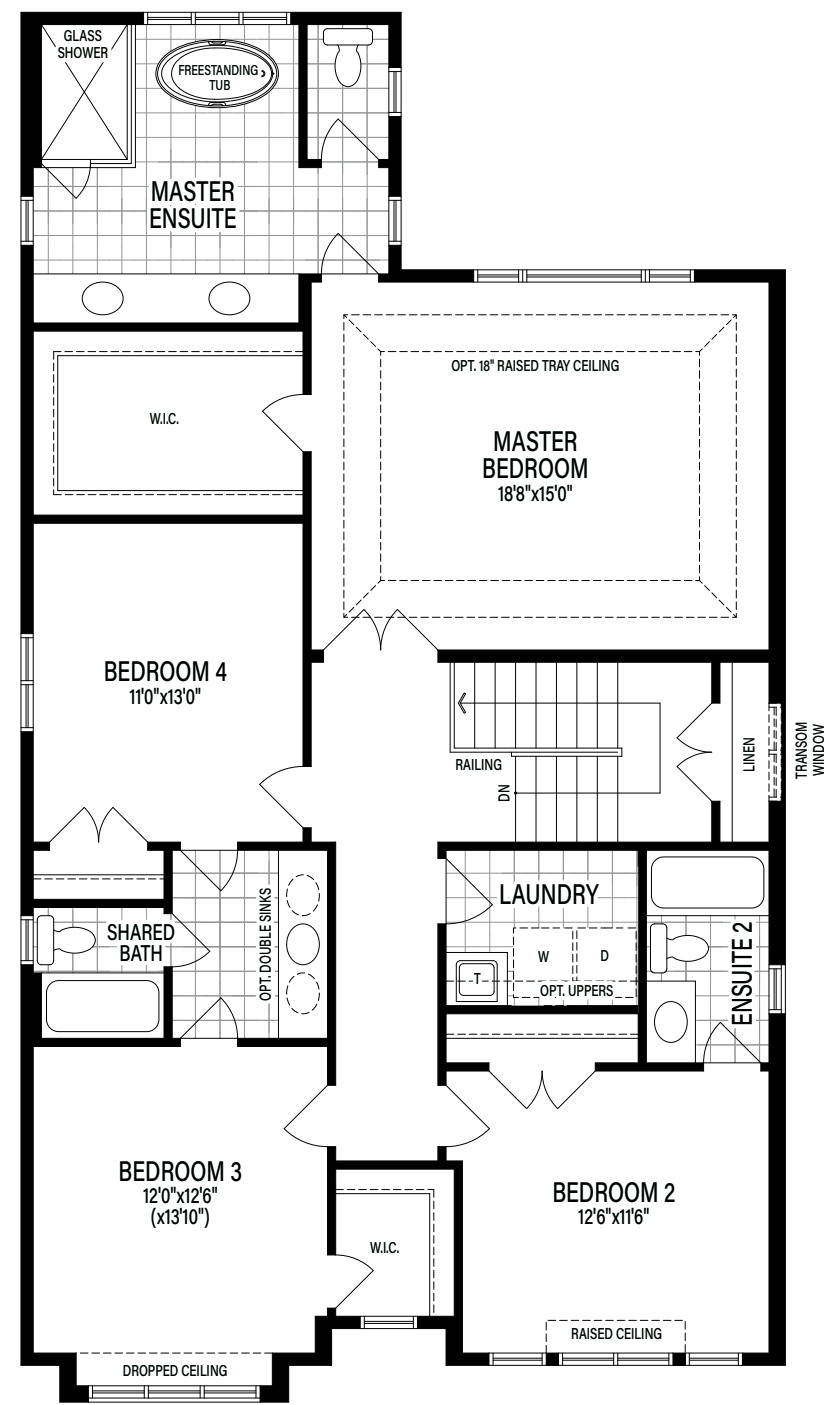 GLASS
SHOWER
FREESTANDING
TUB
MASTER
ENSUITE
OPT. 18" RAISED TRAY CEILING
W.I.C.
MASTER
BEDROOM
18'8"x15'0"
BEDROOM 4
11'0"x13'0"
RAILING
DN
LINEN
TRANSOM
WINDOW
LAUNDRY
SHARED
BATH
OPT. DOUBLE SINKS
W
D
T
OPT. UPPERS
ENSUITE 2
BEDROOM 3
12'0"x12'6"
(x13'10")
BEDROOM 2
12'6"x11'6"
W.I.C.
RAISED CEILING
DROPPED CEILING